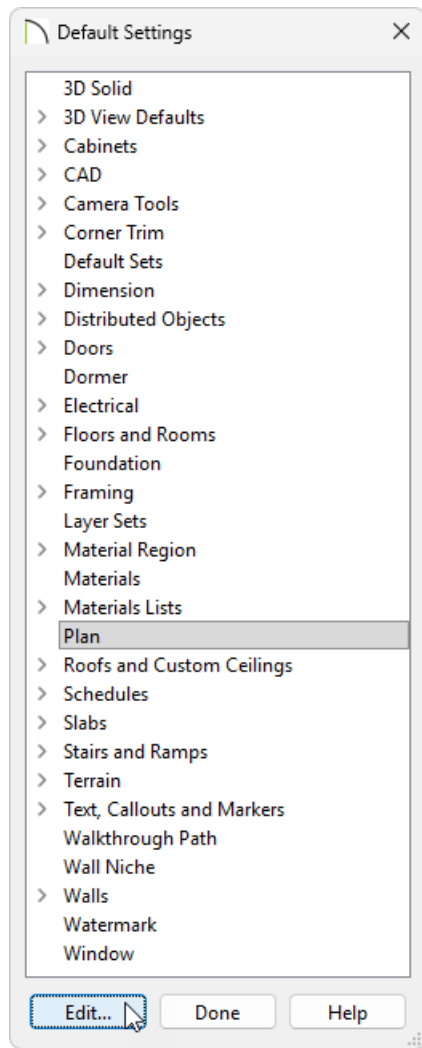 Default Settings
3D Solid
3D View Defaults
Cabinets
CAD
Camera Tools
Corner Trim
Default Sets
Dimension
Distributed Objects
Doors
Dormer
Electrical
Floors and Rooms
Foundation
Framing
Layer Sets
Material Region
Materials
Materials Lists
Plan
Roofs and Custom Ceilings
Schedules
Slabs
Stairs and Ramps
Terrain
Text, Callouts and Markers
Walkthrough Path
Wall Niche
Walls
Watermark
Window
Edit... Done Help